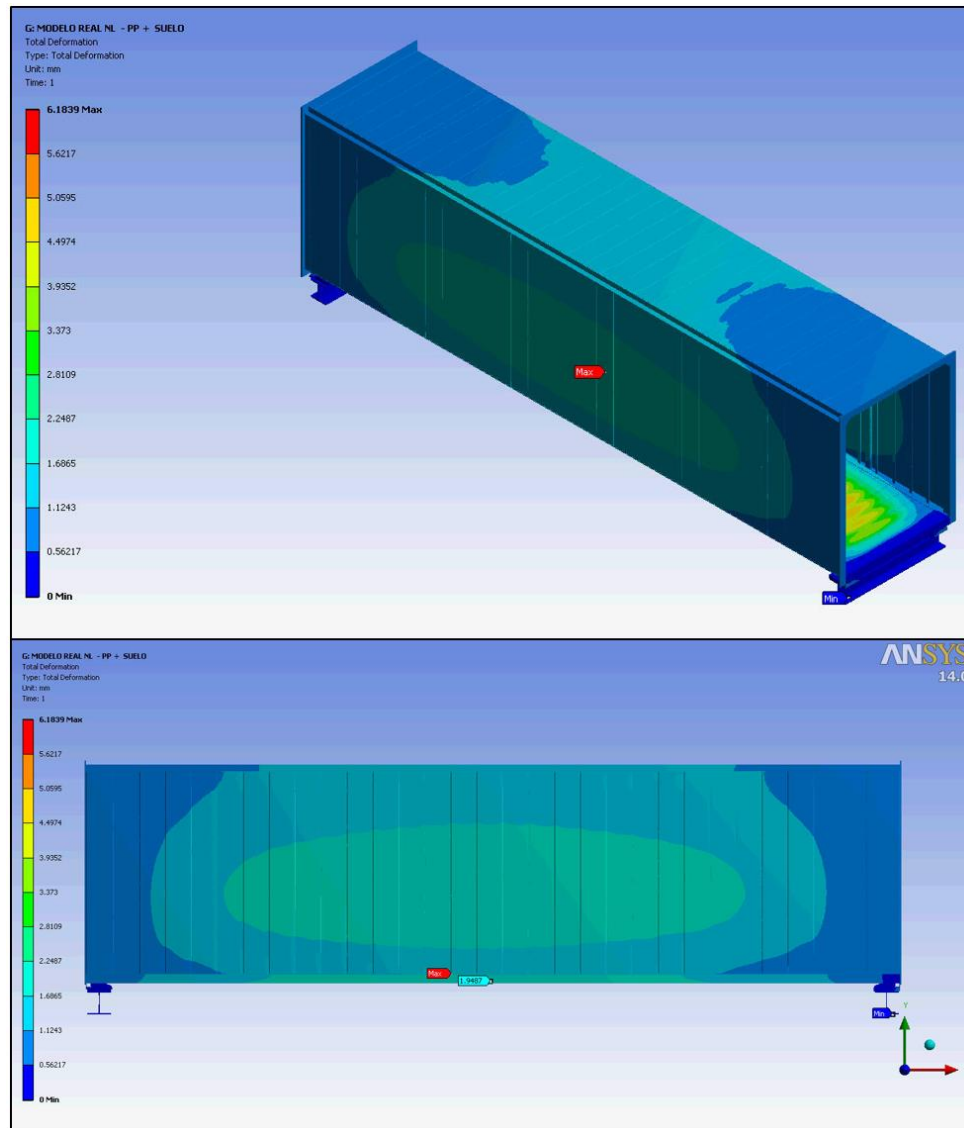 G: MODELO REAL NL - PP + SUELO
Total Deformation
Type: Total Deformation
Unit: mm
Time: 1
6.1839 Max
5.6217
5.0595
4.4974
3.9352
3.373
2.8109
2.2487
1.6865
1.1243
0.56217
0 Min
Max
Min
G: MODELO REAL NL - PP + SUELO
Total Deformation
Type: Total Deformation
Unit: mm
Time: 1
ANSYS
14.0
6.1839 Max
5.6217
5.0595
4.4974
3.9352
3.373
2.8109
2.2487
1.6865
1.1243
0.56217
0 Min
Max
1.9487
Min
Y